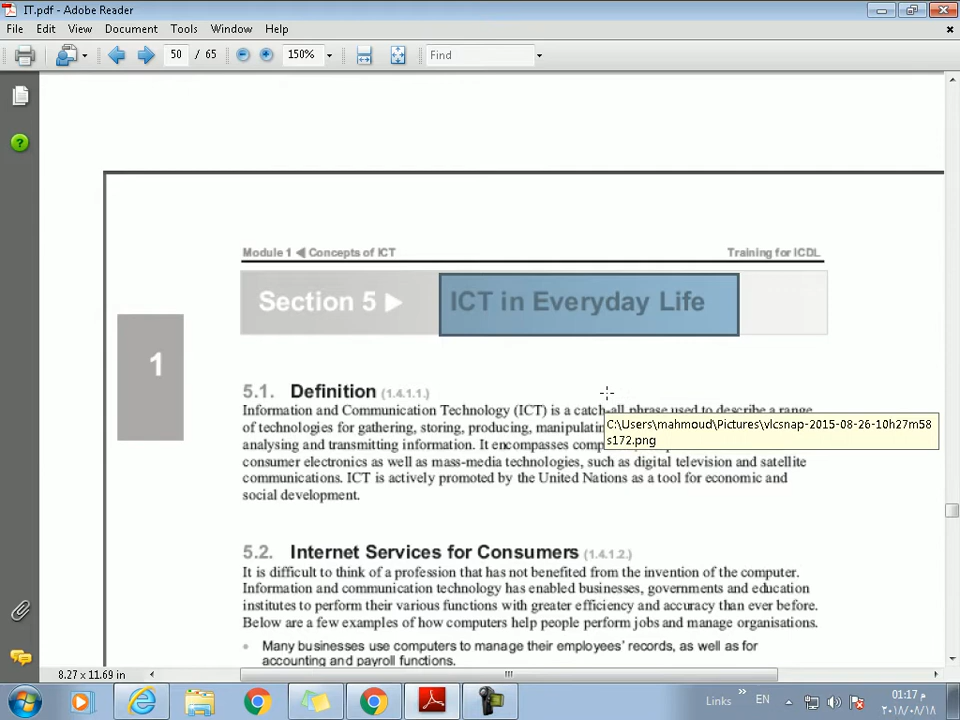 IT.pdf - Adobe Reader
File Edit View Document Tools Window Help
50 / 65 150% Find
Module 1 ◀ Concepts of ICT Training for ICDL
Section 5 ▶ ICT in Everyday Life
1
5.1. Definition (1.4.1.1.)
Information and Communication Technology (ICT) is a catch-all phrase used to describe a range
of technologies for gathering, storing, producing,
C:\Users\mahmoud\Pictures\vlcsnap-2015-08-26-10h27m58
s172.png
analysing and transmitting information. It encompasses
consumer electronics as well as mass-media technologies, such as digital television and satellite
communications. ICT is actively promoted by the United Nations as a tool for economic and
social development.
5.2. Internet Services for Consumers (1.4.1.2.)
It is difficult to think of a profession that has not benefited from the invention of the computer.
Information and communication technology has enabled businesses, governments and education
institutes to perform their various functions with greater efficiency and accuracy than ever before.
Below are a few examples of how computers help people perform jobs and manage organisations.
• Many businesses use computers to manage their employees' records, as well as for
accounting and payroll functions.
8.27 x 11.69 in
Links » EN
01:17 م
٢٠١٨/٠٨/١٨